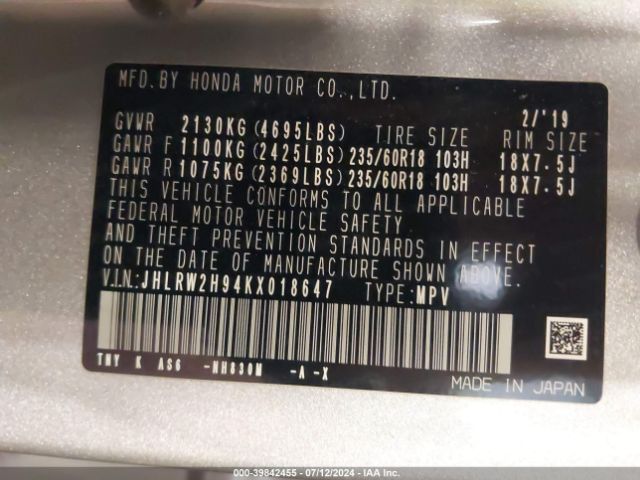 MFD. BY HONDA MOTOR CO., LTD.
2/'19
GVWR 2130KG (4695LBS) TIRE SIZE RIM SIZE
GAWR F 1100KG (2425LBS) 235/60R18 103H 18X7.5J
GAWR R 1075KG (2369LBS) 235/60R18 103H 18X7.5J
THIS VEHICLE CONFORMS TO ALL APPLICABLE
FEDERAL MOTOR VEHICLE SAFETY
AND THEFT PREVENTION STANDARDS IN EFFECT
ON THE DATE OF MANUFACTURE SHOWN ABOVE.
V.I.N: JHLRW2H94KX018647 TYPE: MPV
TNY K AS6 -NH830M -A -X
MADE IN JAPAN
000-39842455 - 07/12/2024 - IAA Inc.